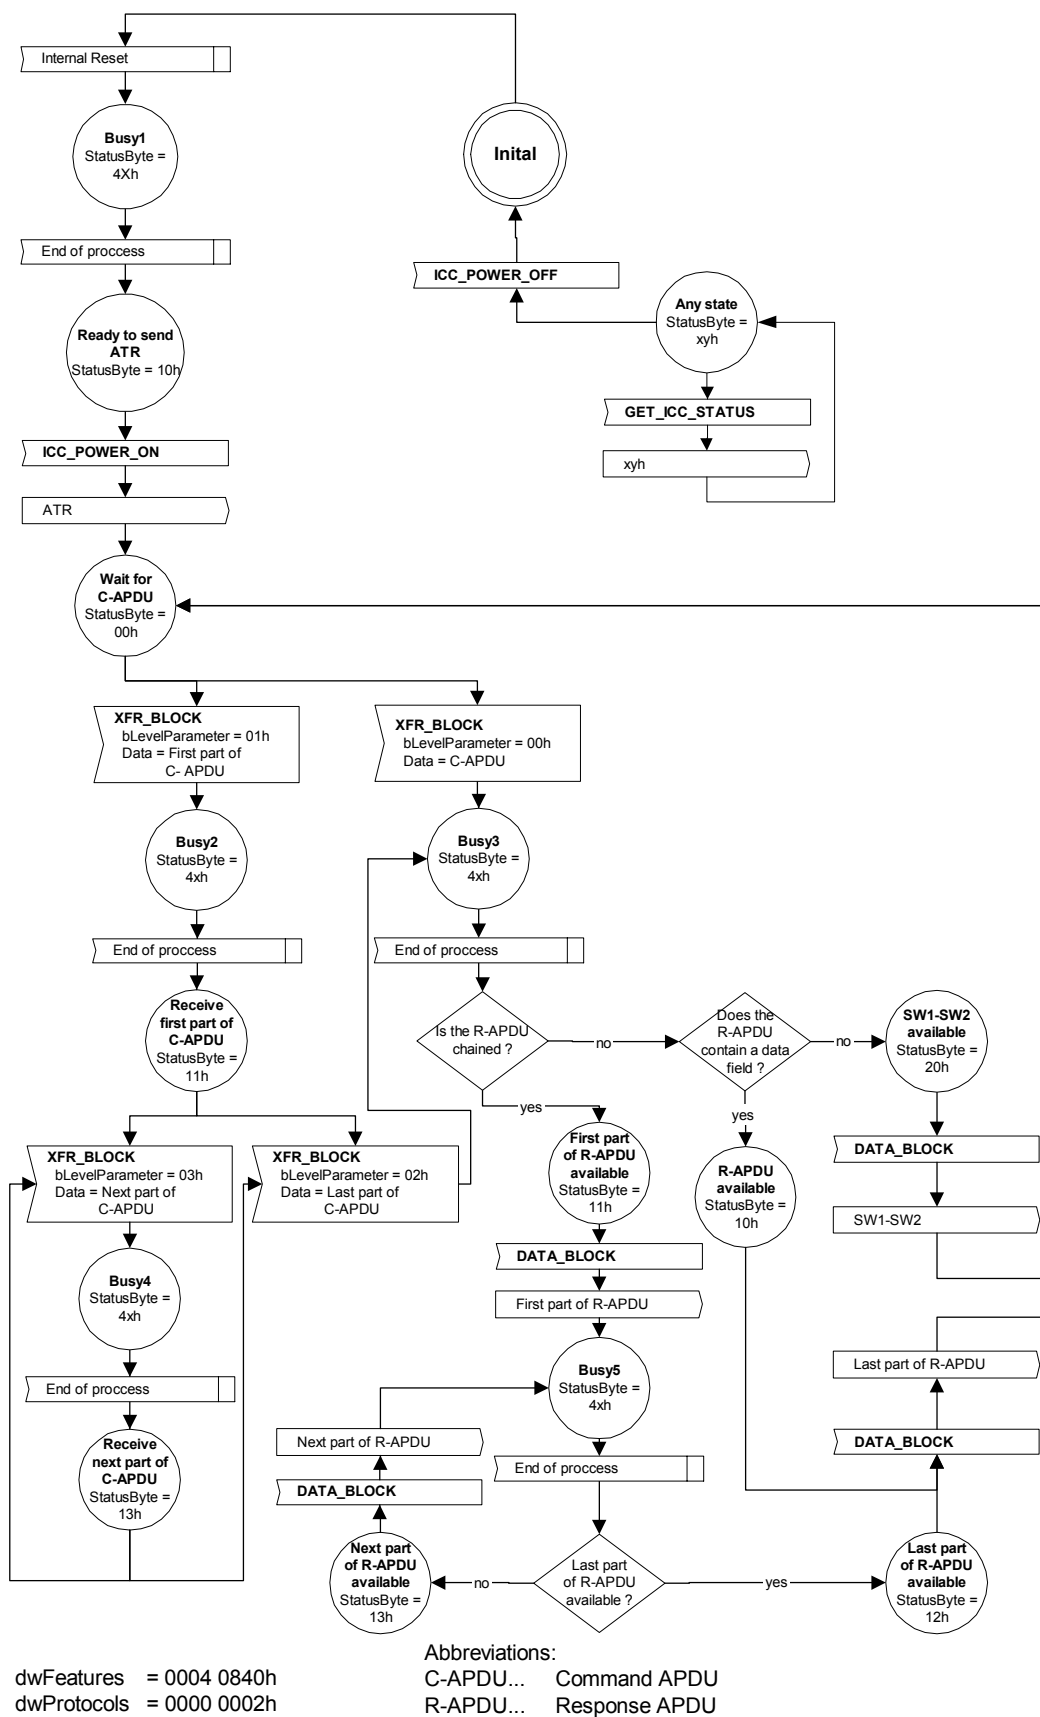 Internal Reset
Busy1
StatusByte =
4Xh
Inital
End of proccess
ICC_POWER_OFF
Any state
StatusByte =
xyh
Ready to send
ATR
StatusByte = 10h
GET_ICC_STATUS
xyh
ICC_POWER_ON
ATR
Wait for
C-APDU
StatusByte =
00h
XFR_BLOCK
bLevelParameter = 01h
Data = First part of
C- APDU
XFR_BLOCK
bLevelParameter = 00h
Data = C-APDU
Busy2
StatusByte =
4xh
Busy3
StatusByte =
4xh
End of proccess
End of proccess
Receive
first part of
C-APDU
StatusByte =
11h
Is the R-APDU
chained ?
no
Does the
R-APDU
contain a data
field ?
no
SW1-SW2
available
StatusByte =
20h
yes
yes
XFR_BLOCK
bLevelParameter = 03h
Data = Next part of
C-APDU
XFR_BLOCK
bLevelParameter = 02h
Data = Last part of
C-APDU
First part
of R-APDU
available
StatusByte =
11h
R-APDU
available
StatusByte =
10h
DATA_BLOCK
SW1-SW2
DATA_BLOCK
First part of R-APDU
Busy4
StatusByte =
4xh
Busy5
StatusByte =
4xh
Last part of R-APDU
End of proccess
Next part of R-APDU
DATA_BLOCK
End of proccess
DATA_BLOCK
Receive
next part of
C-APDU
StatusByte =
13h
Next part
of R-APDU
available
StatusByte =
13h
no
Last part
of R-APDU
available ?
yes
Last part
of R-APDU
available
StatusByte =
12h
dwFeatures = 0004 0840h
dwProtocols = 0000 0002h
Abbreviations:
C-APDU... Command APDU
R-APDU... Response APDU